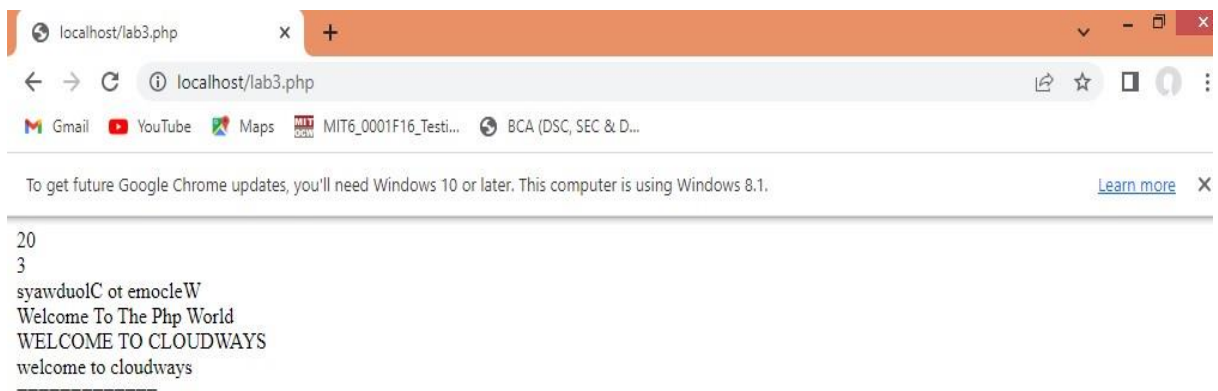 localhost/lab3.php
localhost/lab3.php
Gmail YouTube Maps MIT OCW MIT6_0001F16_Testi... BCA (DSC, SEC & D...
To get future Google Chrome updates, you'll need Windows 10 or later. This computer is using Windows 8.1. Learn more
20
3
syawduolC ot emocleW
Welcome To The Php World
WELCOME TO CLOUDWAYS
welcome to cloudways
=============